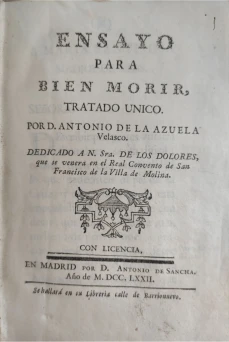 ENSAYO
PARA
BIEN MORIR,
TRATADO UNICO.
POR D. ANTONIO DE LA AZUELA
Velasco.
DEDICADO A N. Sra. DE LOS DOLORES,
que se venera en el Real Convento de San
Francisco de la Villa de Molina.
CON LICENCIA,
EN MADRID POR D. ANTONIO DE SANCHA,
Año de M. DCC. LXXII.
Se hallará en su Libreria calle de Barrionuevo.